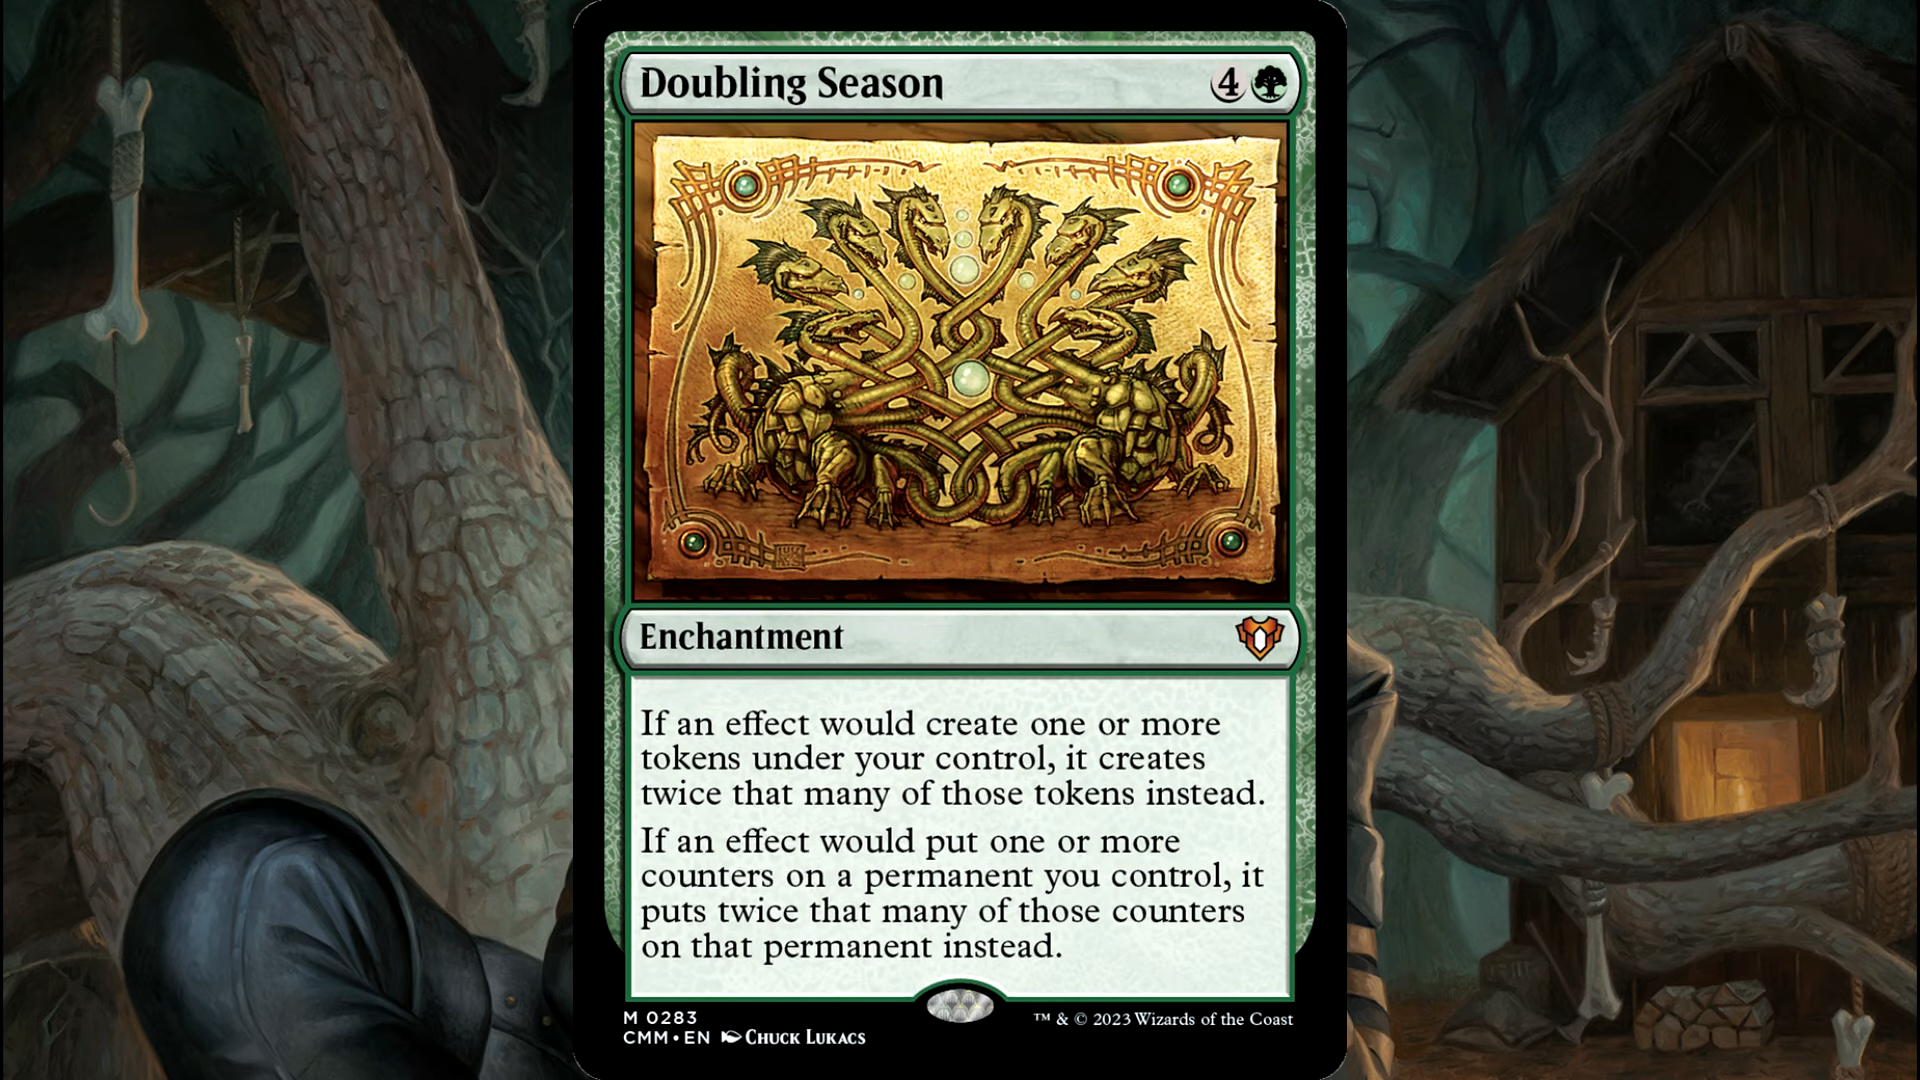 Doubling Season 4
Enchantment
If an effect would create one or more
tokens under your control, it creates
twice that many of those tokens instead.
If an effect would put one or more
counters on a permanent you control, it
puts twice that many of those counters
on that permanent instead.
M 0283
CMM • EN Chuck Lukacs
™ & © 2023 Wizards of the Coast